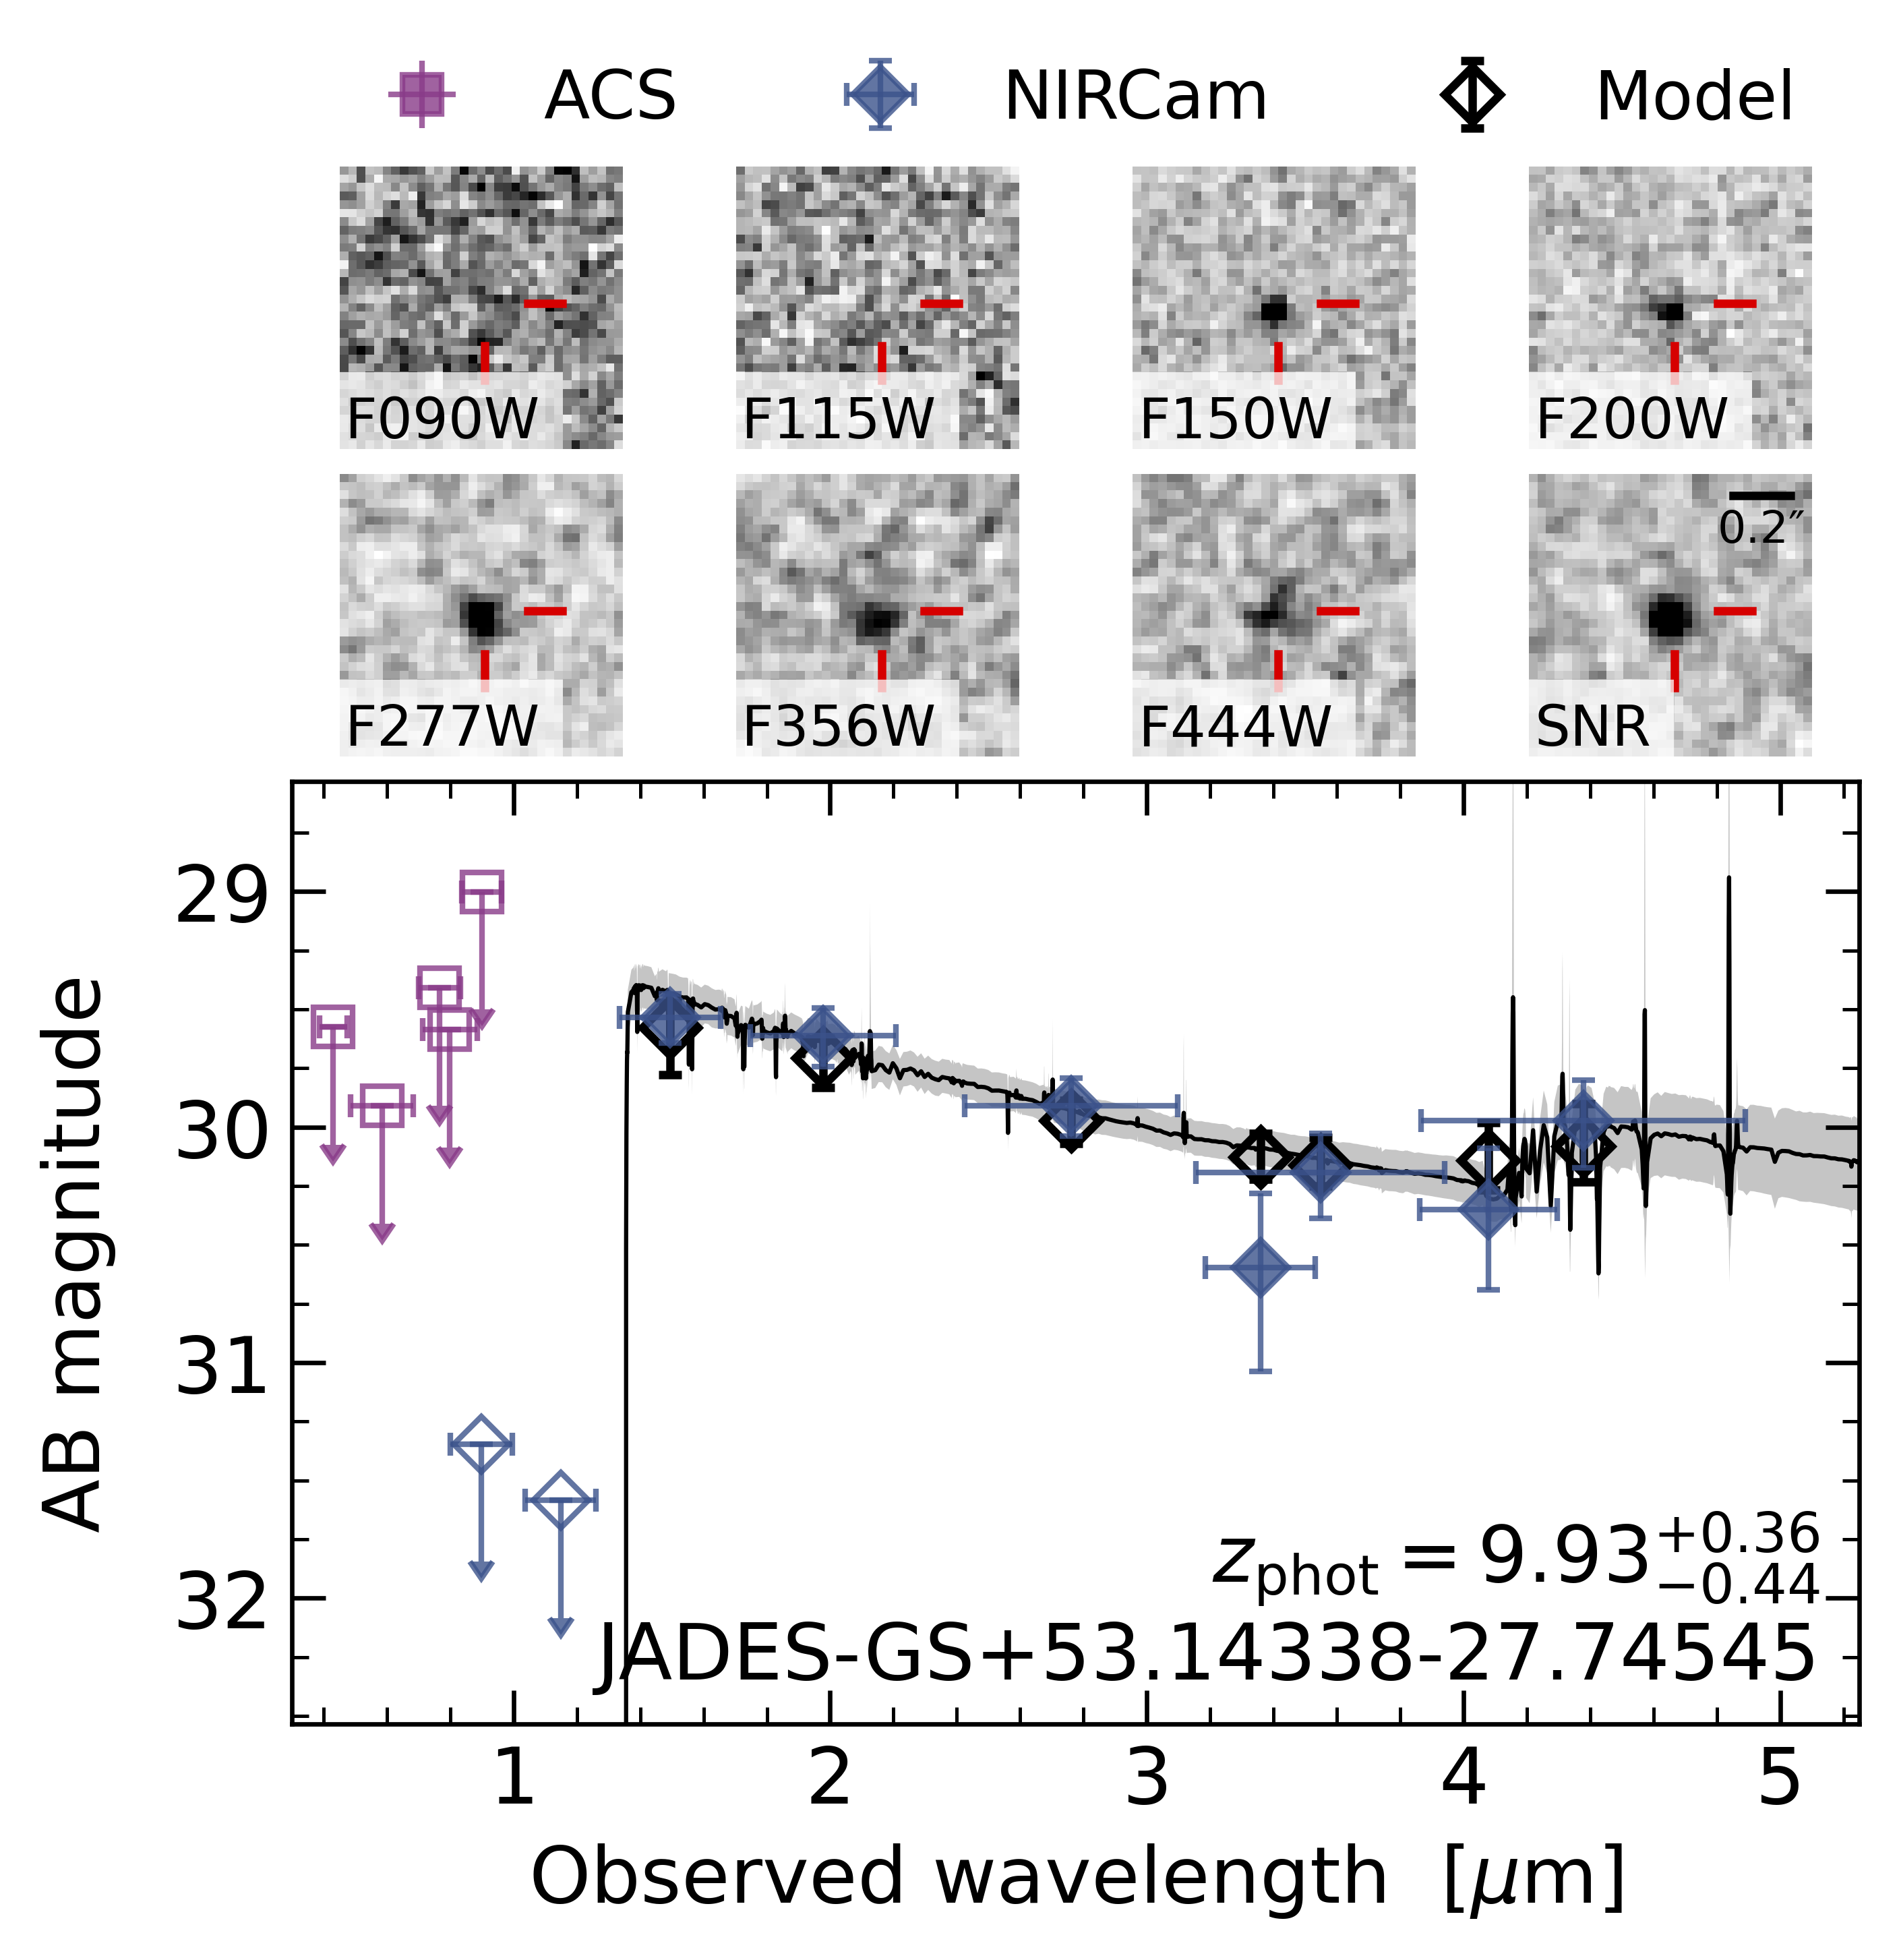 ACS NIRCam Model
F090W F115W F150W F200W
0.2″
F277W F356W F444W SNR
29
30
31
32
AB magnitude
z_phot = 9.93 +0.36 −0.44
JADES-GS+53.14338-27.74545
1 2 3 4 5
Observed wavelength [μm]